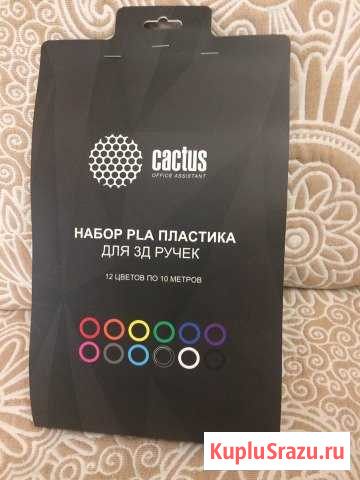 cactus
OFFICE ASSISTANT
НАБОР PLA ПЛАСТИКА
ДЛЯ 3Д РУЧЕК
12 ЦВЕТОВ ПО 10 МЕТРОВ
KupluSrazu.ru